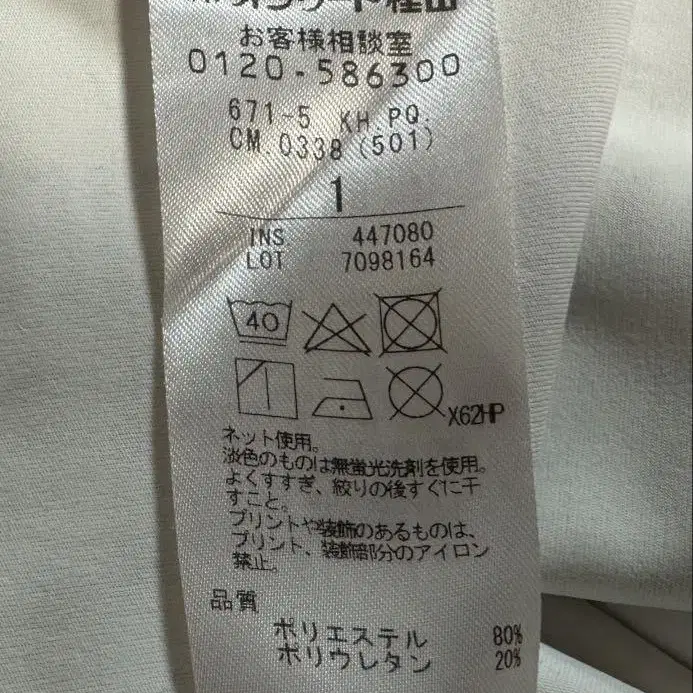 お客様相談室
0120-586300
671-5 KH PQ.
CM.0338 (501)
1
INS 447080
LOT 7098164
40
X62HP
ネット使用。
淡色のものは無蛍光洗剤を使用。
よくすすぎ、絞りの後すぐに干
すこと。
プリントや装飾のあるものは、
プリント、装飾部分のアイロン
禁止。
品質
ポリエステル 80%
ポリウレタン 20%